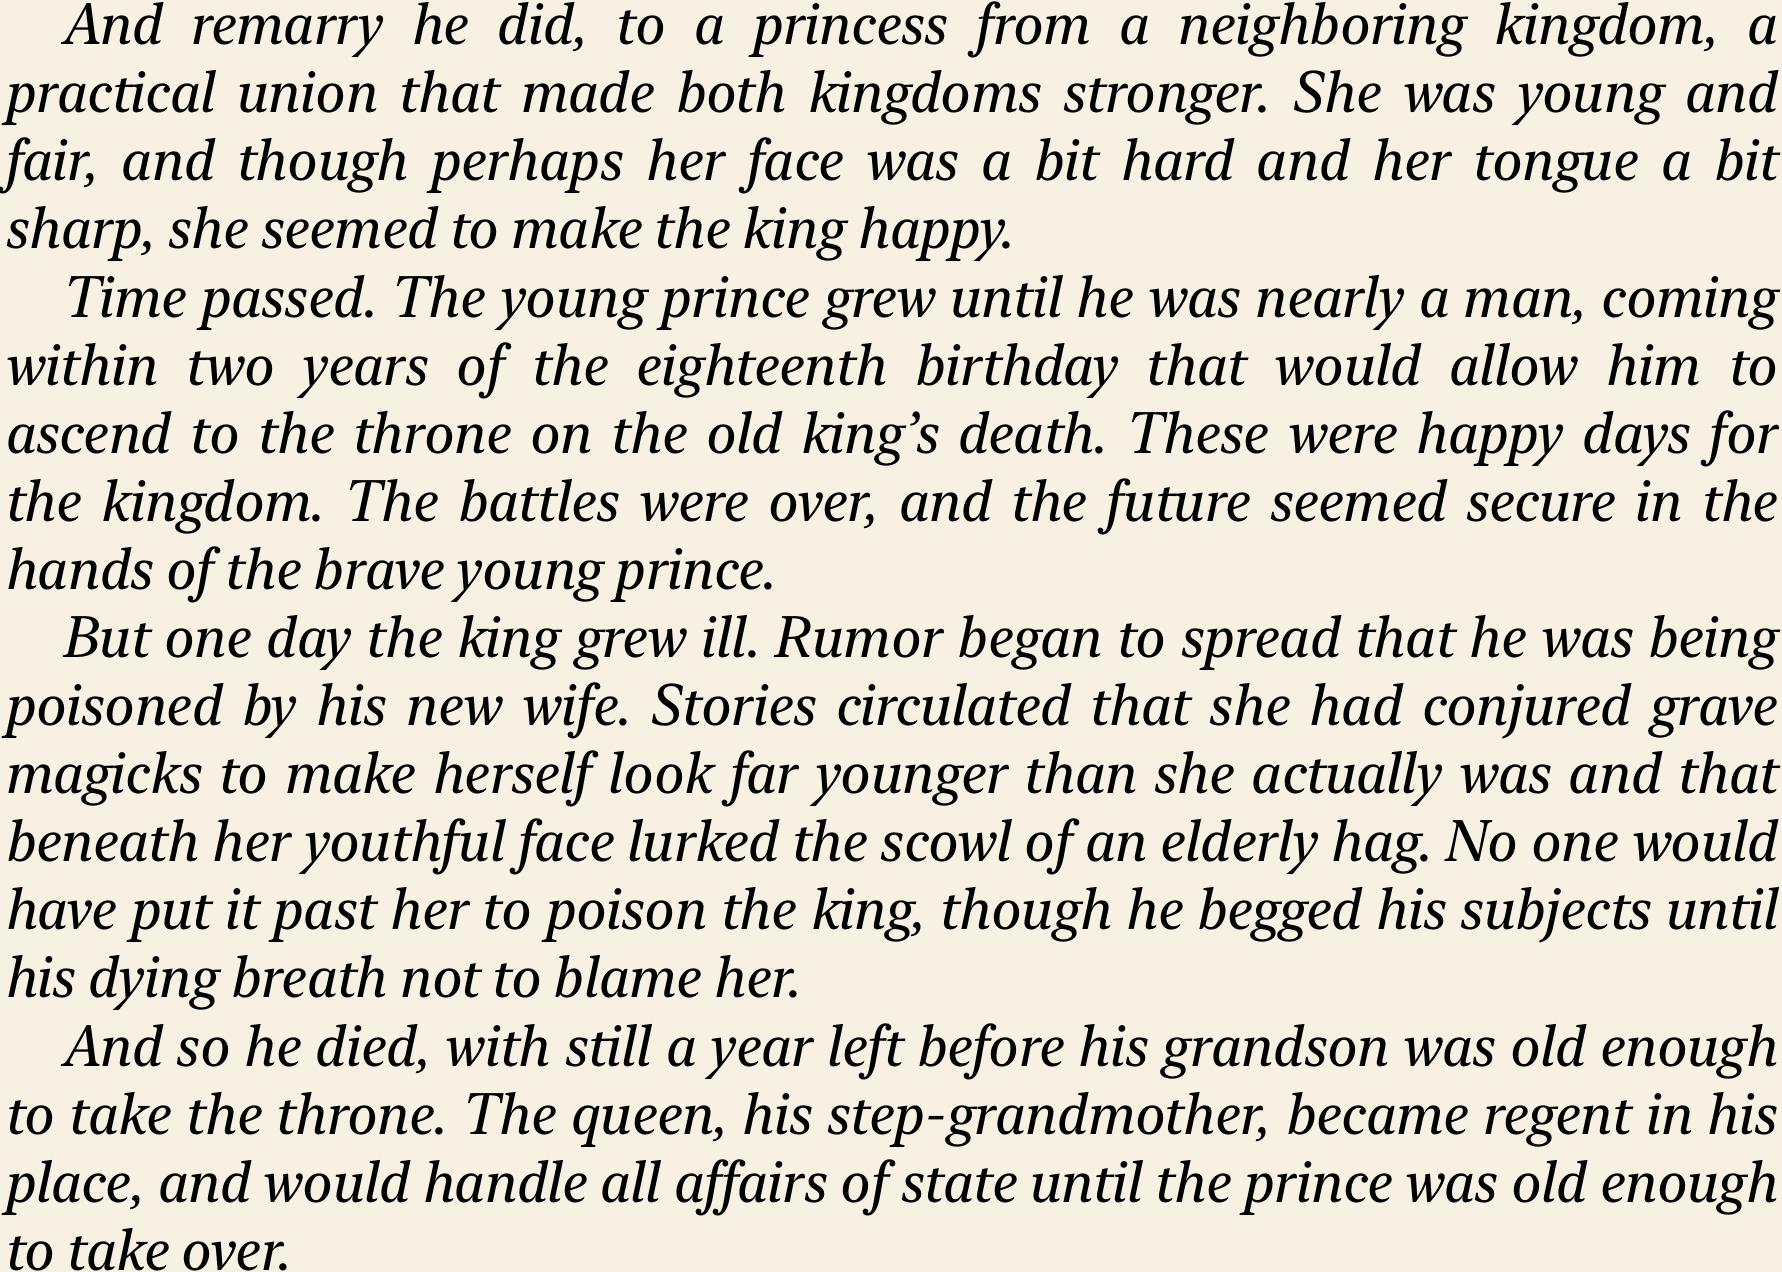 And remarry he did, to a princess from a neighboring kingdom, a
practical union that made both kingdoms stronger. She was young and
fair, and though perhaps her face was a bit hard and her tongue a bit
sharp, she seemed to make the king happy.
Time passed. The young prince grew until he was nearly a man, coming
within two years of the eighteenth birthday that would allow him to
ascend to the throne on the old king’s death. These were happy days for
the kingdom. The battles were over, and the future seemed secure in the
hands of the brave young prince.
But one day the king grew ill. Rumor began to spread that he was being
poisoned by his new wife. Stories circulated that she had conjured grave
magicks to make herself look far younger than she actually was and that
beneath her youthful face lurked the scowl of an elderly hag. No one would
have put it past her to poison the king, though he begged his subjects until
his dying breath not to blame her.
And so he died, with still a year left before his grandson was old enough
to take the throne. The queen, his step-grandmother, became regent in his
place, and would handle all affairs of state until the prince was old enough
to take over.